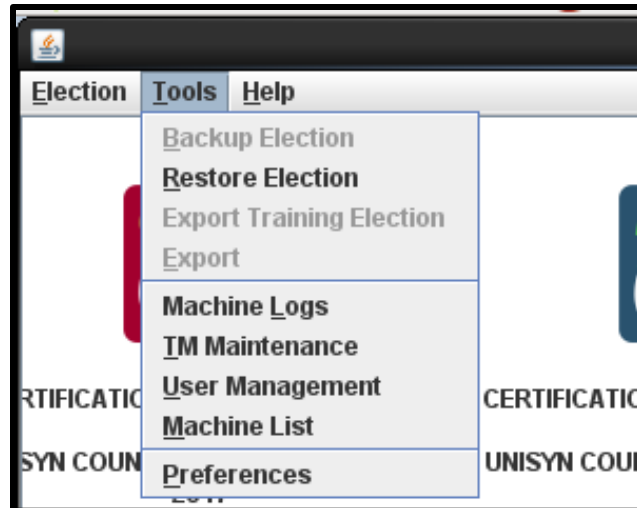 Election Tools Help
Backup Election
Restore Election
Export Training Election
Export
Machine Logs
TM Maintenance
User Management
Machine List
Preferences
RTIFICATIC CERTIFICATIC
SYN COUN UNISYN COU